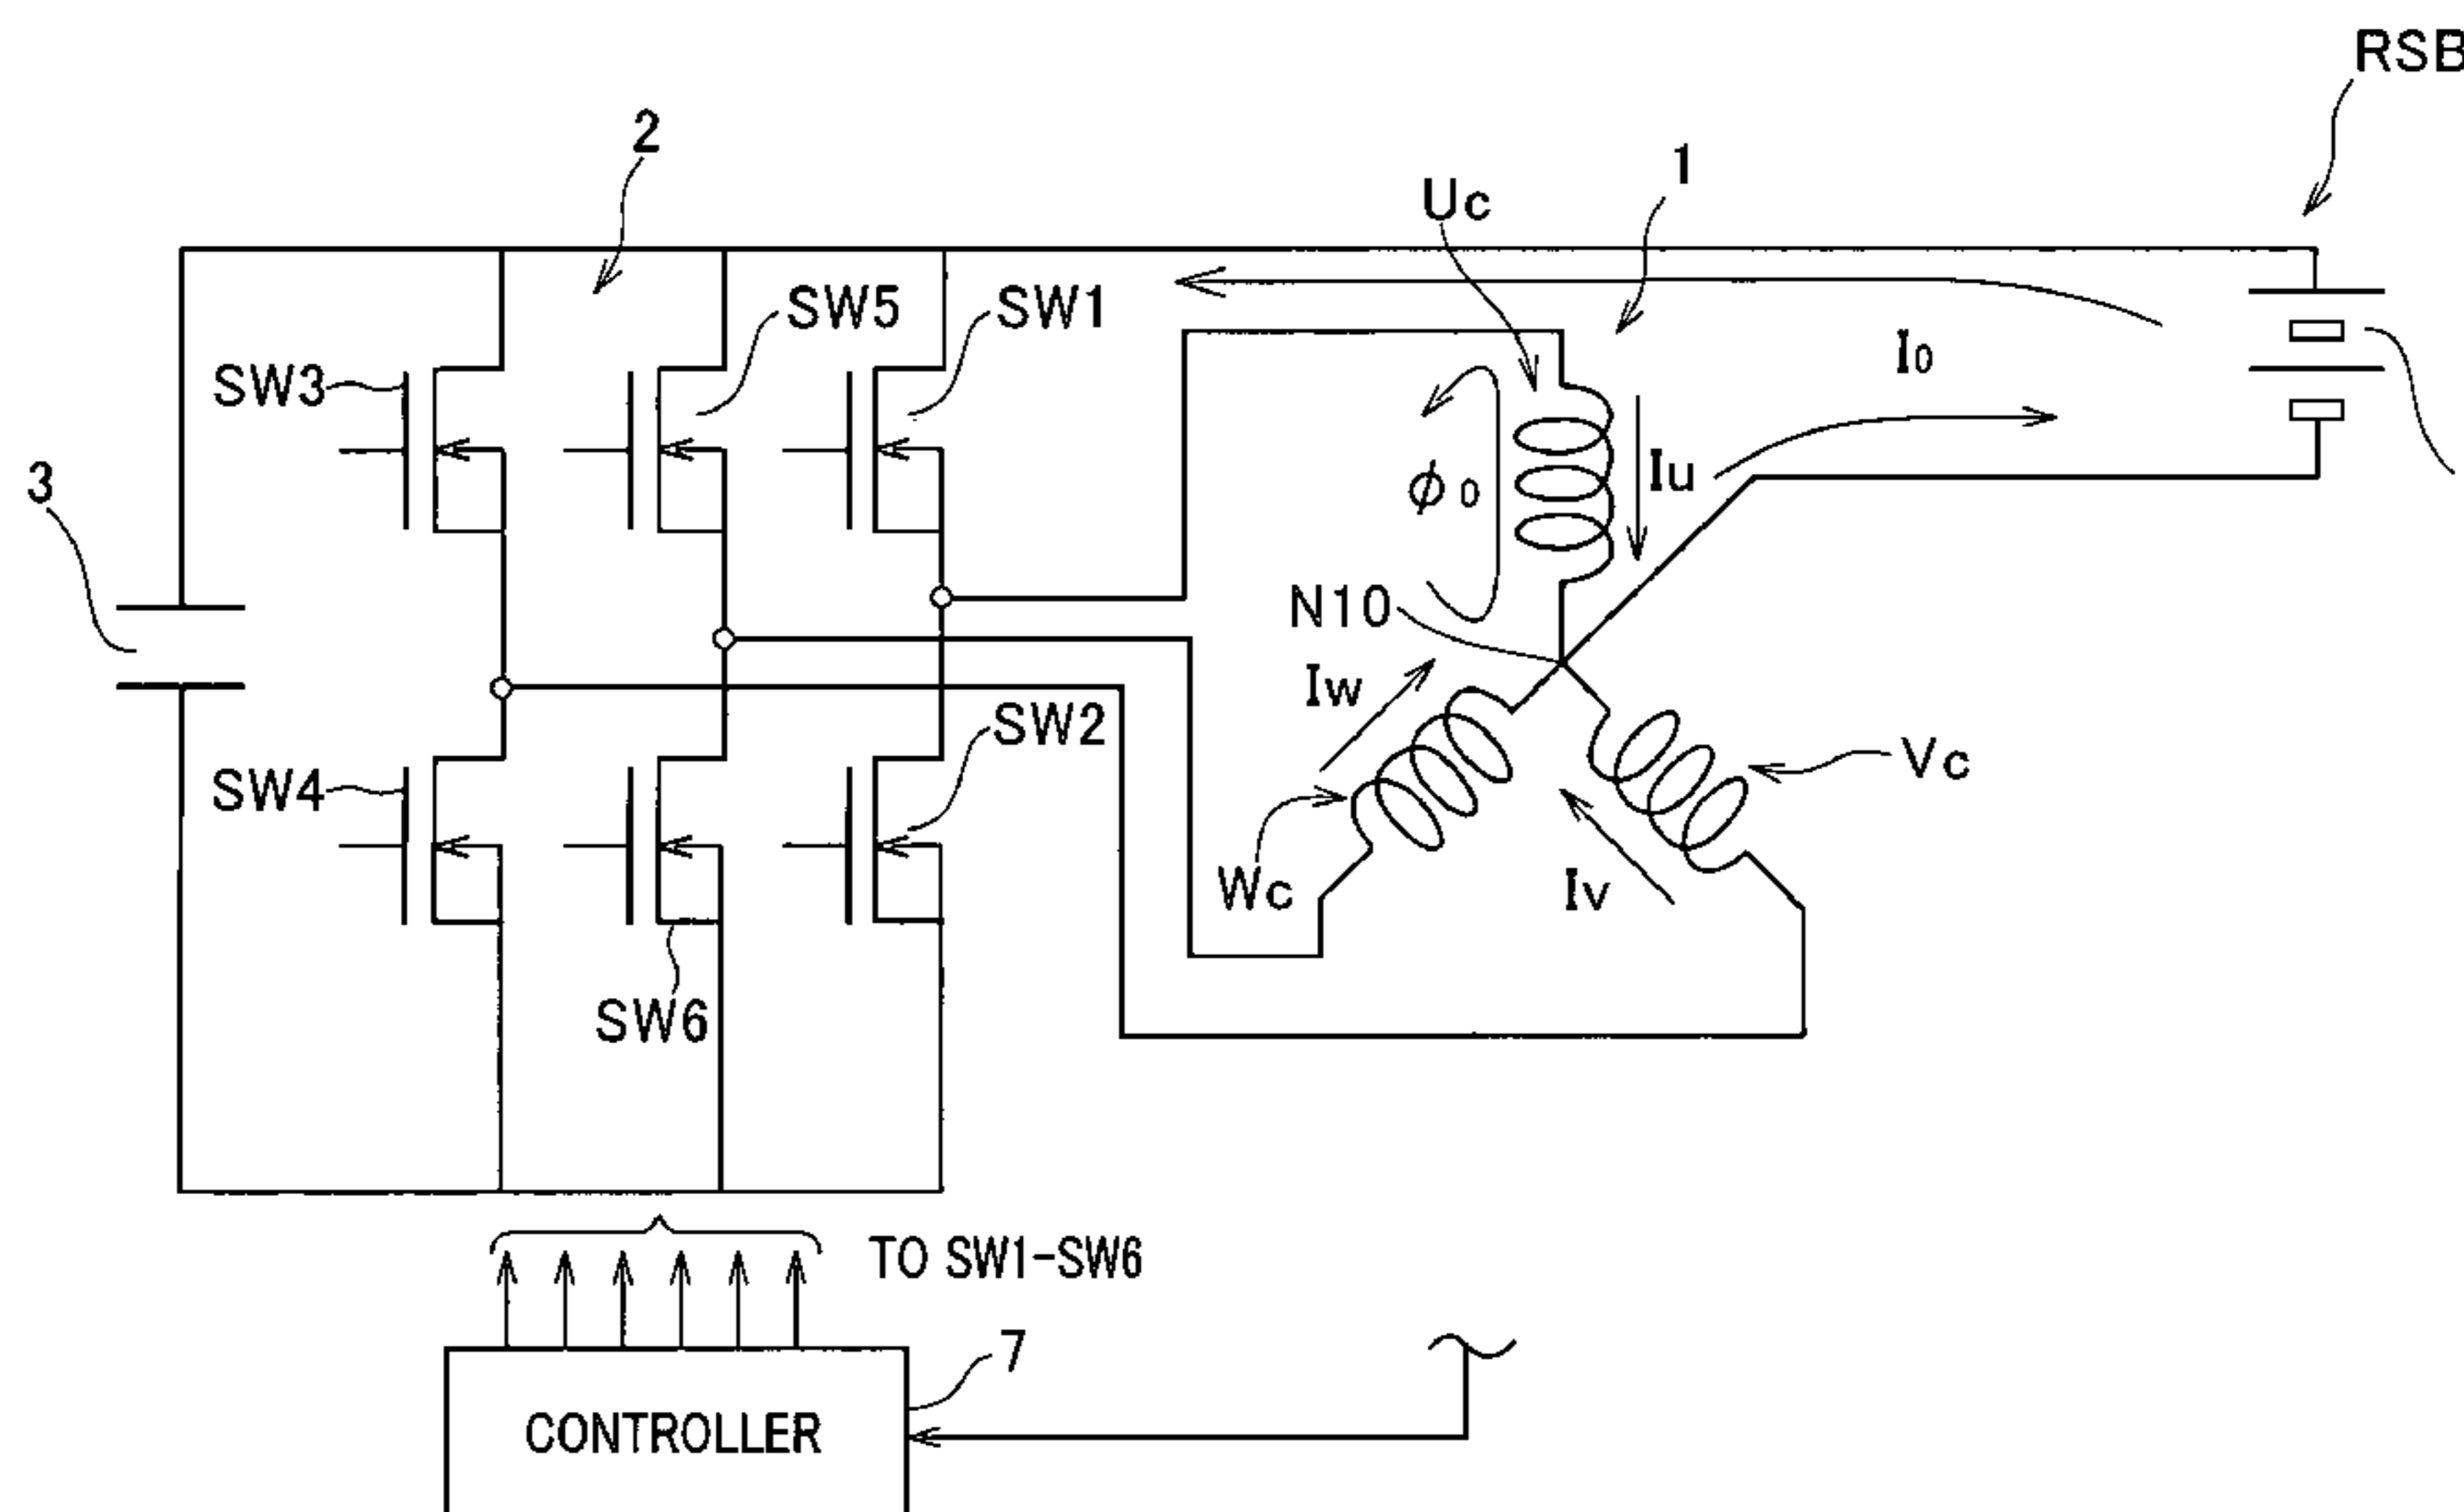 RSB
2
1
Uc
SW5
SW1
SW3
I0
3
ϕ0
Iu
N10
Iw
SW2
SW4
Vc
Wc
Iv
SW6
TO SW1-SW6
7
CONTROLLER